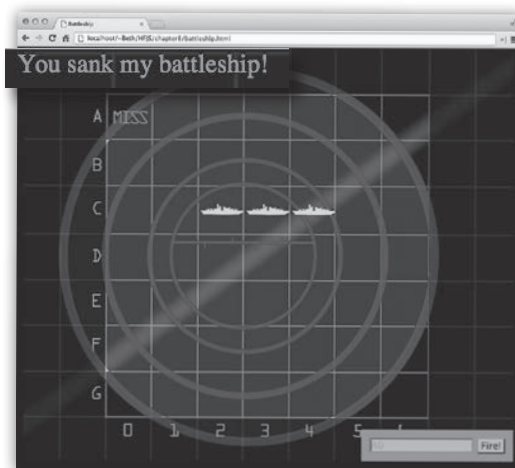 Battleship
localhost/~Beth/HFJS/chapter8/battleship.html
You sank my battleship!
A MISS
B
C
D
E
F
G
0 1 2 3 4 5
Fire!